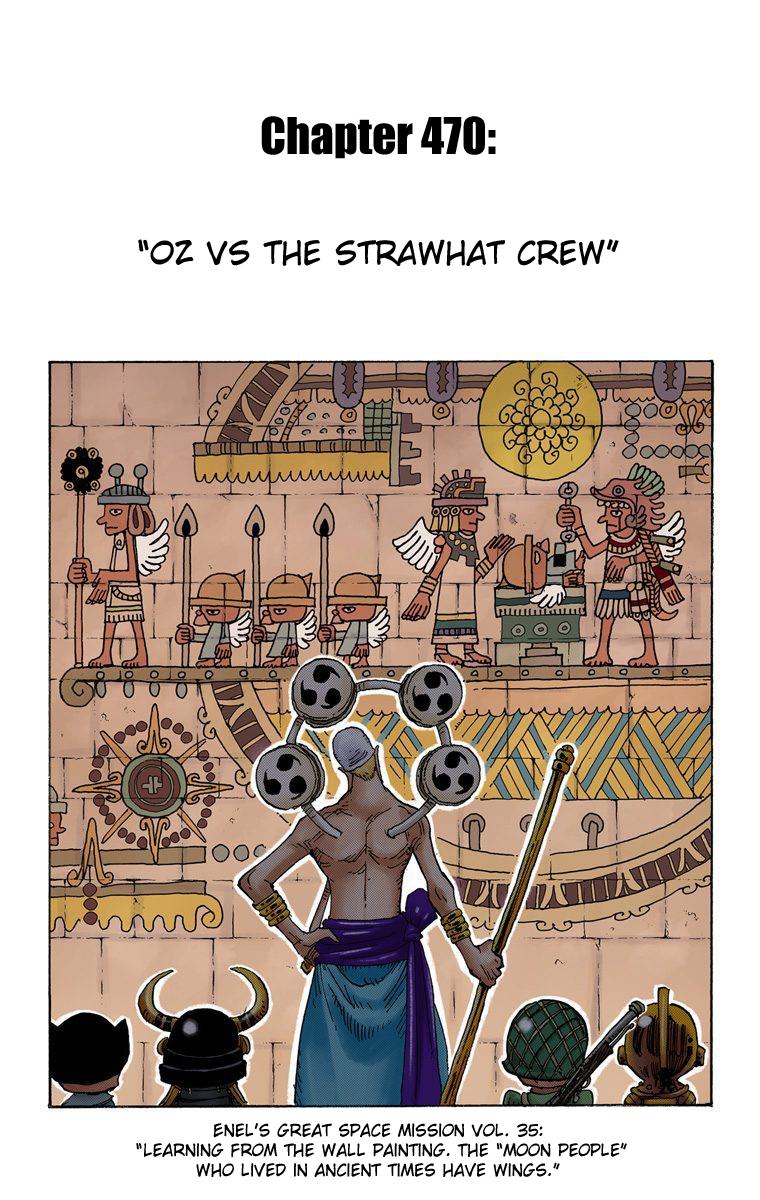 Chapter 470:
"OZ VS THE STRAWHAT CREW"
ENEL'S GREAT SPACE MISSION VOL. 35:
"LEARNING FROM THE WALL PAINTING. THE "MOON PEOPLE"
WHO LIVED IN ANCIENT TIMES HAVE WINGS."